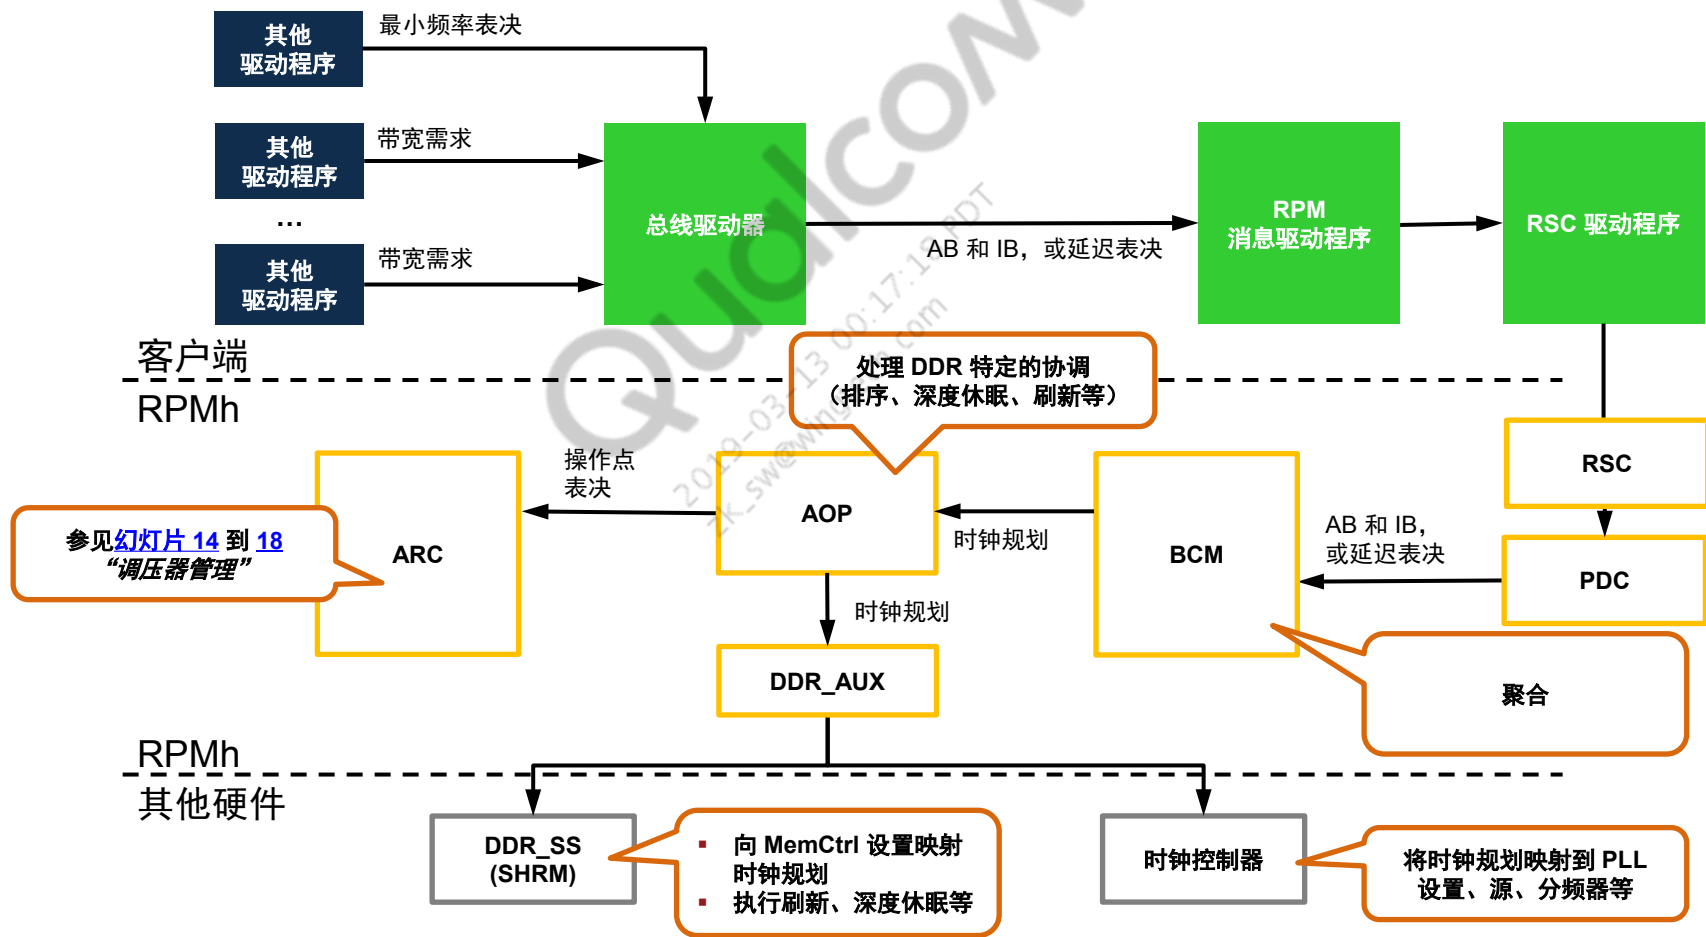 其他
驱动程序
最小频率表决
其他
驱动程序
带宽需求
...
其他
驱动程序
带宽需求
总线驱动器
AB 和 IB，或延迟表决
RPM
消息驱动程序
RSC 驱动程序
客户端
RPMh
处理 DDR 特定的协调
（排序、深度休眠、刷新等）
RSC
PDC
AB 和 IB，
或延迟表决
BCM
聚合
时钟规划
AOP
操作点
表决
ARC
参见幻灯片 14 到 18
“调压器管理”
时钟规划
DDR_AUX
RPMh
其他硬件
DDR_SS
(SHRM)
▪ 向 MemCtrl 设置映射
时钟规划
▪ 执行刷新、深度休眠等
时钟控制器
将时钟规划映射到 PLL
设置、源、分频器等
Qualcom
2019-03-13 00:17:18 PDT